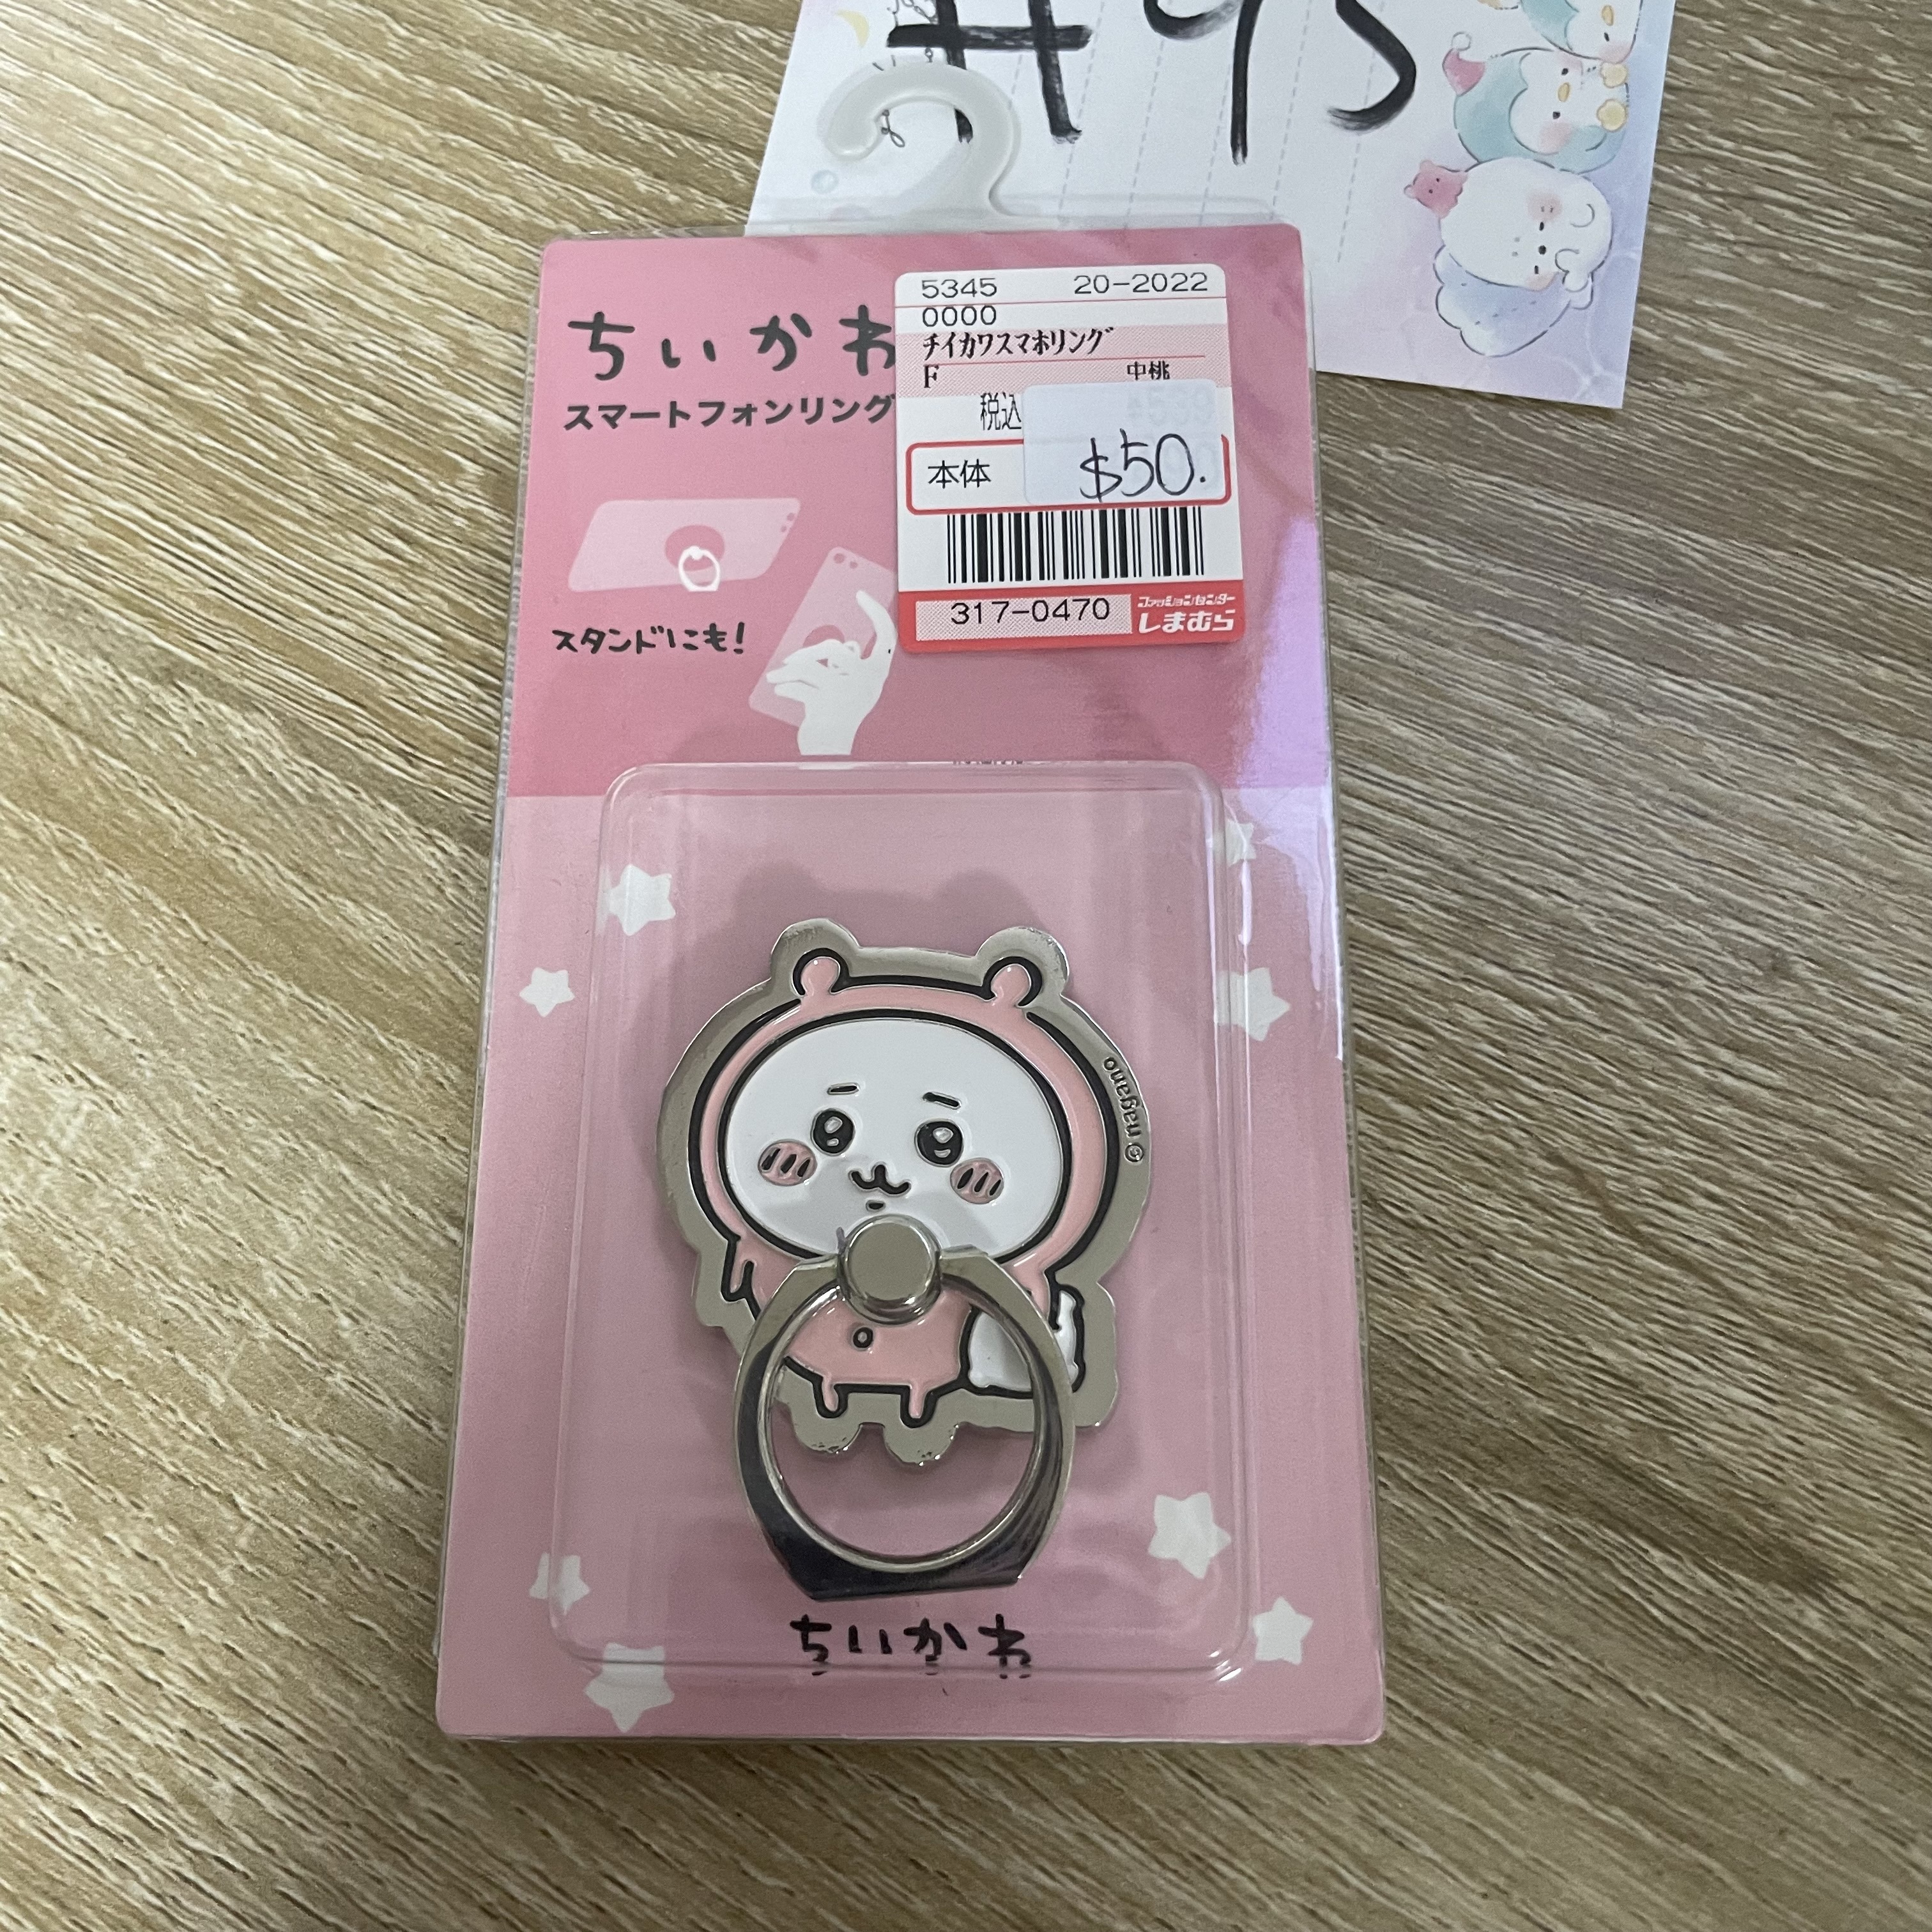 ちいかわ
スマートフォンリング
スタンドにも!
5345 20-2022
0000
チイカワスマホリング
F 中桃
税込
本体
$50.
317-0470
ファッションセンター
しまむら
©nagano
ちいかわ